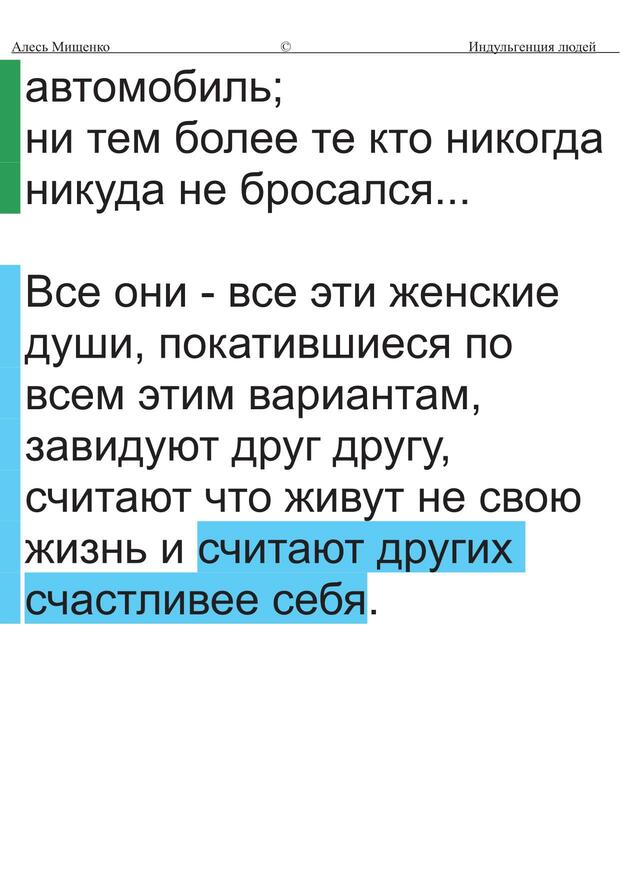 Алесь Мищенко © Индульгенция людей
автомобиль;
ни тем более те кто никогда
никуда не бросался...
Все они - все эти женские
души, покатившиеся по
всем этим вариантам,
завидуют друг другу,
считают что живут не свою
жизнь и считают других
счастливее себя.